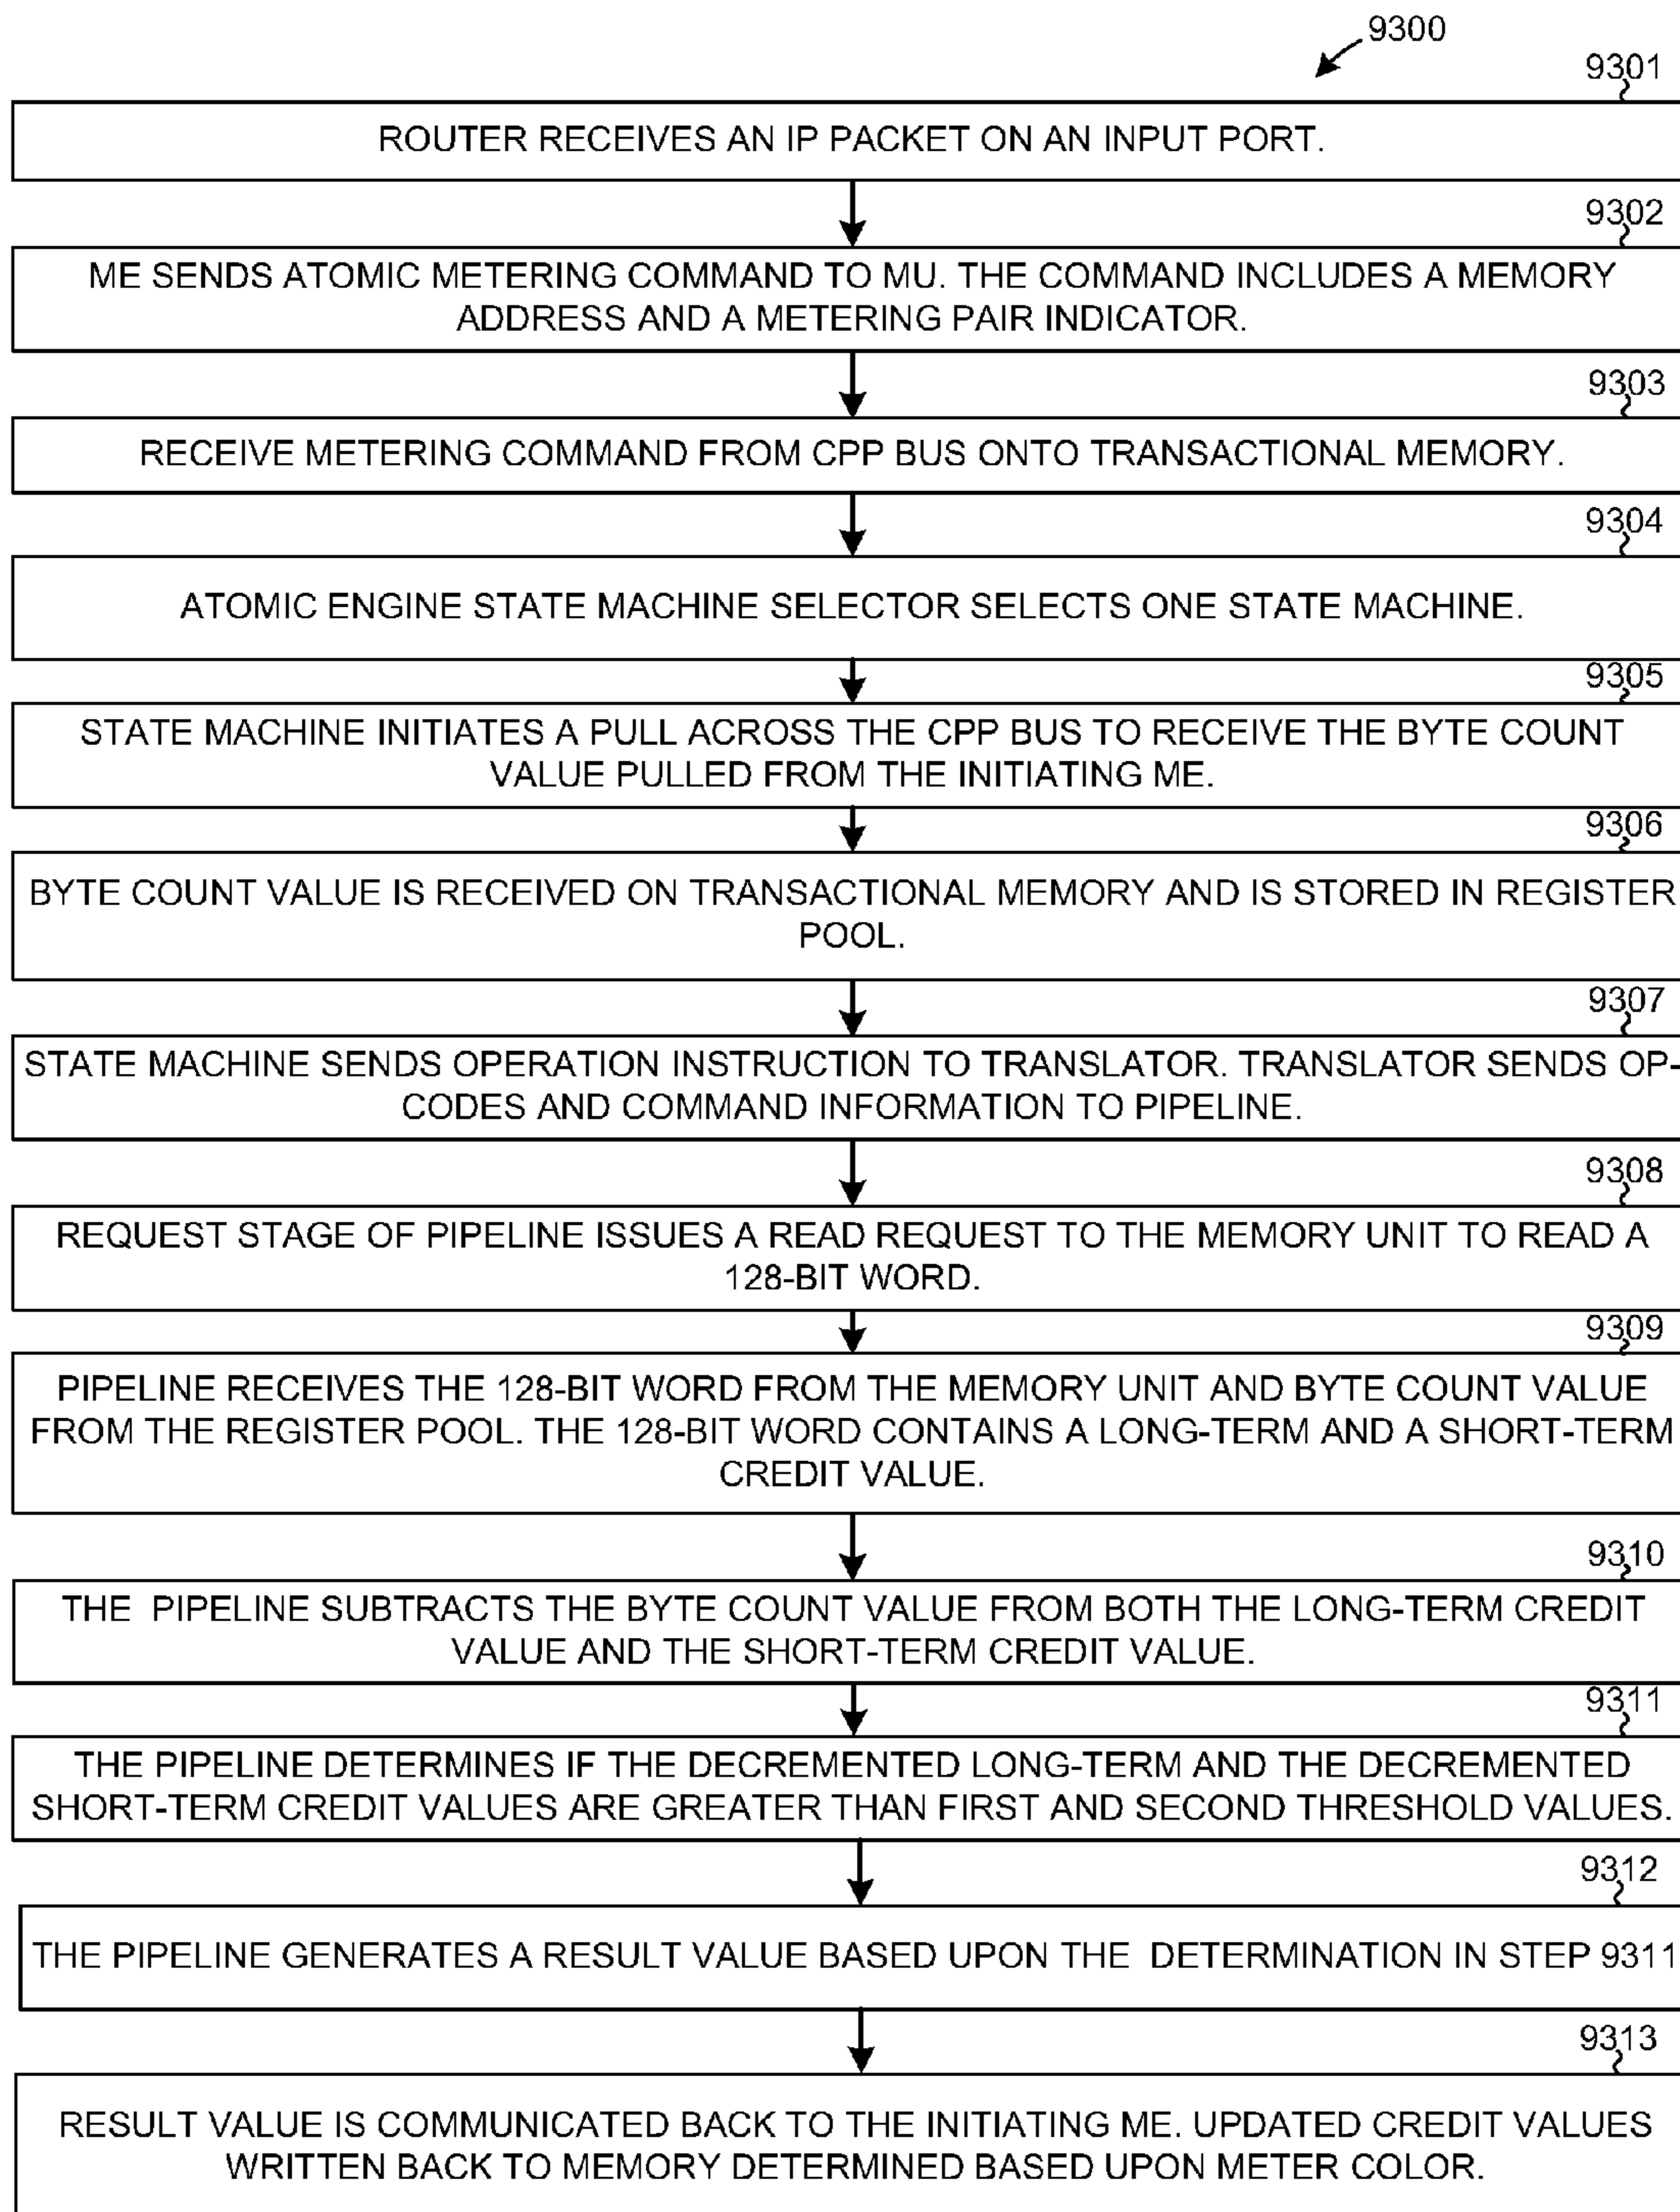 9300
9301
ROUTER RECEIVES AN IP PACKET ON AN INPUT PORT.
9302
ME SENDS ATOMIC METERING COMMAND TO MU. THE COMMAND INCLUDES A MEMORY
ADDRESS AND A METERING PAIR INDICATOR.
9303
RECEIVE METERING COMMAND FROM CPP BUS ONTO TRANSACTIONAL MEMORY.
9304
ATOMIC ENGINE STATE MACHINE SELECTOR SELECTS ONE STATE MACHINE.
9305
STATE MACHINE INITIATES A PULL ACROSS THE CPP BUS TO RECEIVE THE BYTE COUNT
VALUE PULLED FROM THE INITIATING ME.
9306
BYTE COUNT VALUE IS RECEIVED ON TRANSACTIONAL MEMORY AND IS STORED IN REGISTER
POOL.
9307
STATE MACHINE SENDS OPERATION INSTRUCTION TO TRANSLATOR. TRANSLATOR SENDS OP-
CODES AND COMMAND INFORMATION TO PIPELINE.
9308
REQUEST STAGE OF PIPELINE ISSUES A READ REQUEST TO THE MEMORY UNIT TO READ A
128-BIT WORD.
9309
PIPELINE RECEIVES THE 128-BIT WORD FROM THE MEMORY UNIT AND BYTE COUNT VALUE
FROM THE REGISTER POOL. THE 128-BIT WORD CONTAINS A LONG-TERM AND A SHORT-TERM
CREDIT VALUE.
9310
THE PIPELINE SUBTRACTS THE BYTE COUNT VALUE FROM BOTH THE LONG-TERM CREDIT
VALUE AND THE SHORT-TERM CREDIT VALUE.
9311
THE PIPELINE DETERMINES IF THE DECREMENTED LONG-TERM AND THE DECREMENTED
SHORT-TERM CREDIT VALUES ARE GREATER THAN FIRST AND SECOND THRESHOLD VALUES.
9312
THE PIPELINE GENERATES A RESULT VALUE BASED UPON THE DETERMINATION IN STEP 9311
9313
RESULT VALUE IS COMMUNICATED BACK TO THE INITIATING ME. UPDATED CREDIT VALUES
WRITTEN BACK TO MEMORY DETERMINED BASED UPON METER COLOR.